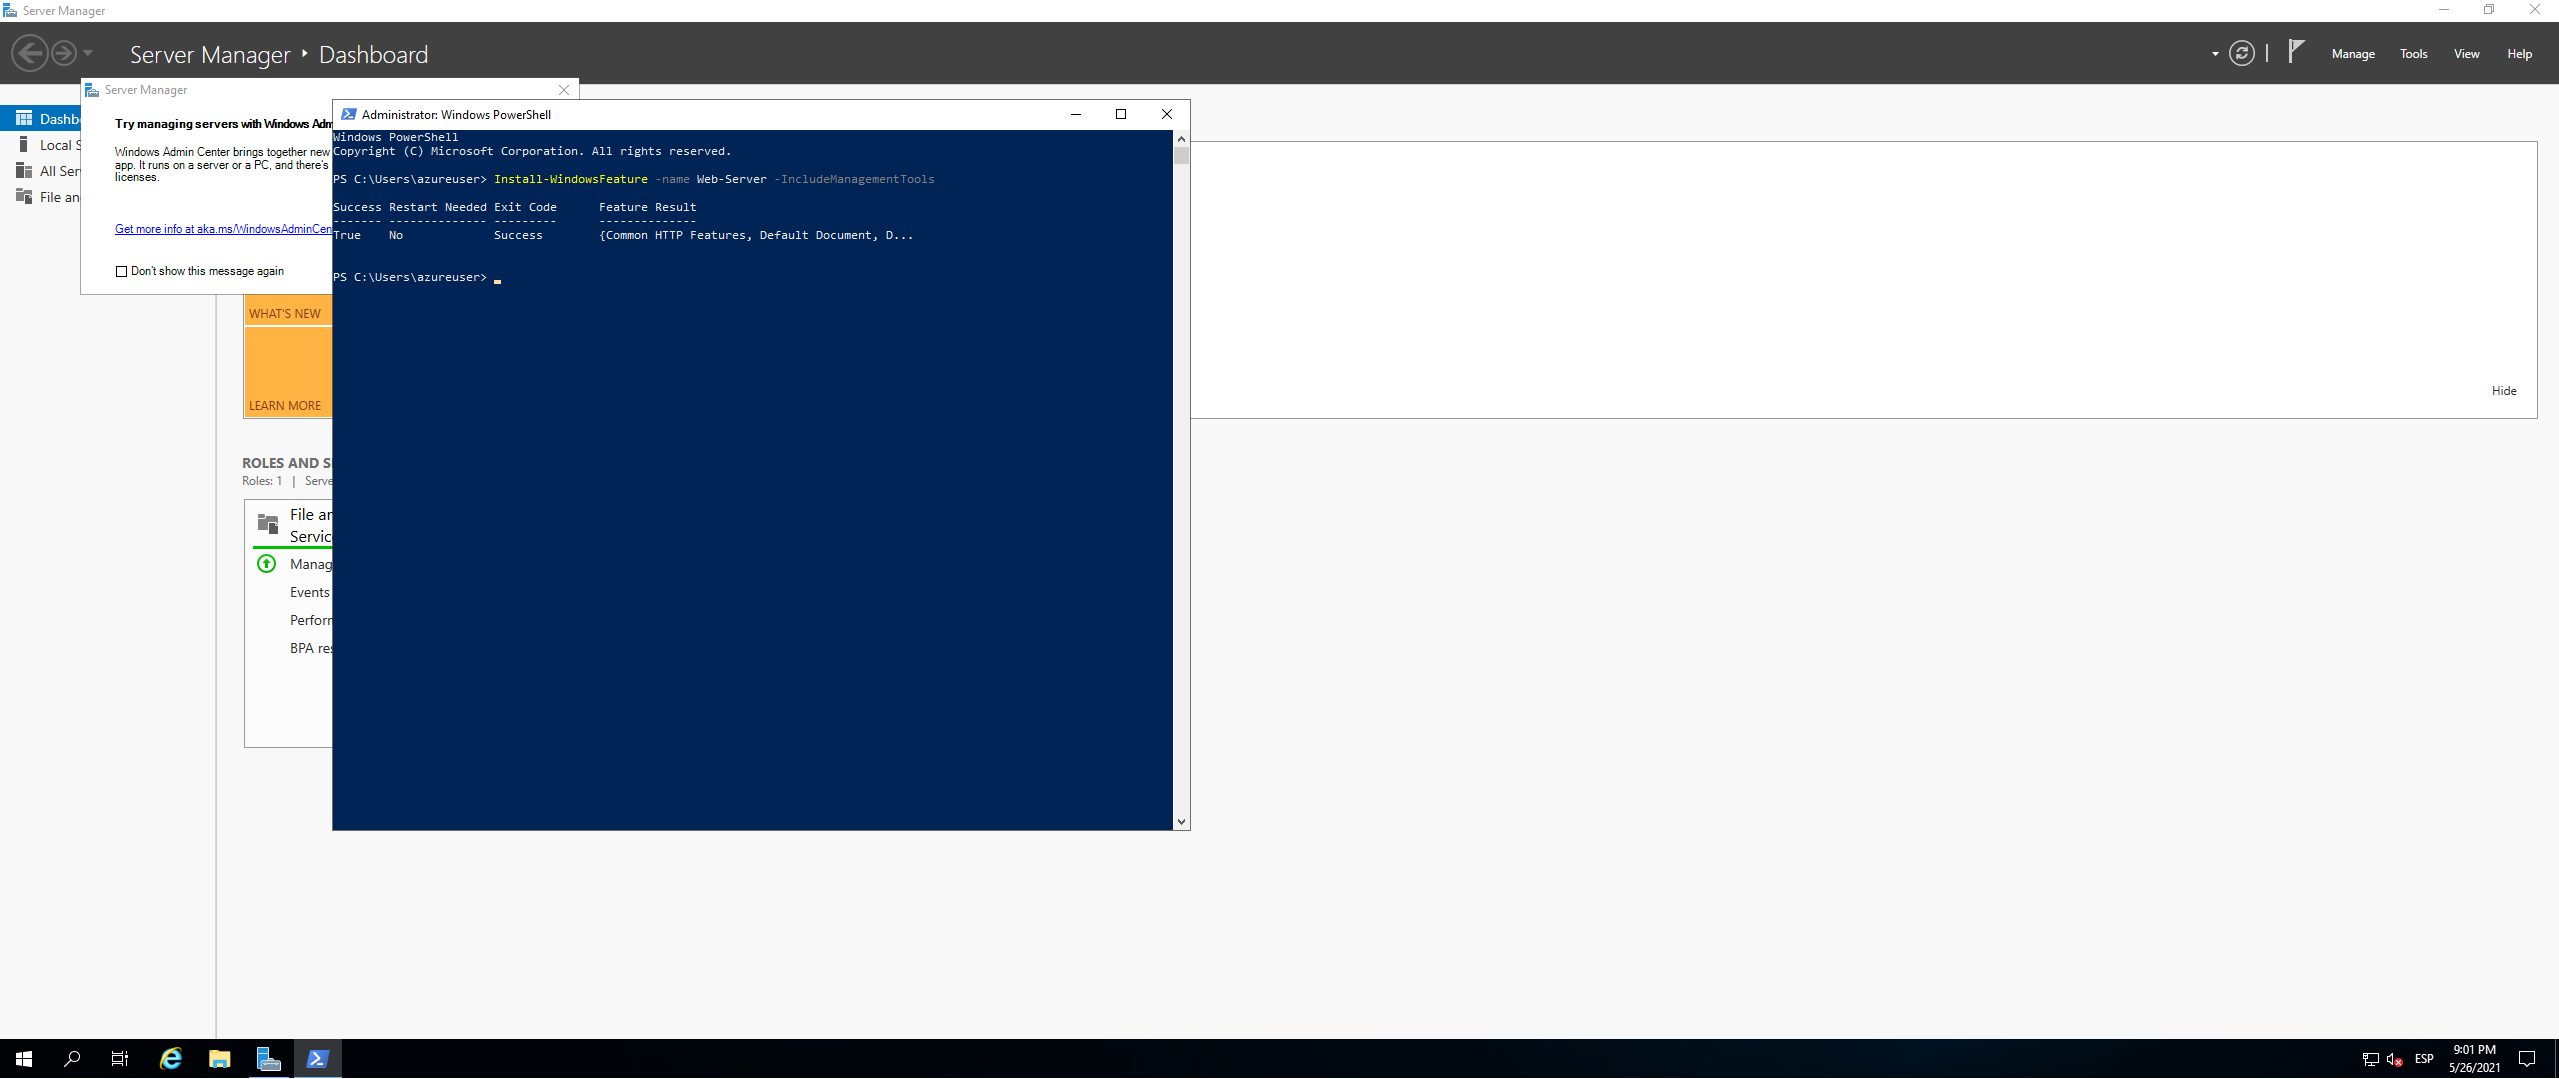 Server Manager
Server Manager ‣ Dashboard
Manage Tools View Help
Server Manager
Dashb
Local S
All Ser
File an
Try managing servers with Windows Adm
Windows Admin Center brings together new
app. It runs on a server or a PC, and there's
licenses.
Get more info at aka.ms/WindowsAdminCen
Don't show this message again
Administrator: Windows PowerShell
Windows PowerShell
Copyright (C) Microsoft Corporation. All rights reserved.
PS C:\Users\azureuser> Install-WindowsFeature -name Web-Server -IncludeManagementTools
Success Restart Needed Exit Code      Feature Result
------- -------------- ---------      --------------
True    No             Success        {Common HTTP Features, Default Document, D...
PS C:\Users\azureuser>
WHAT'S NEW
LEARN MORE
Hide
ROLES AND S
Roles: 1 | Serve
File an
Servic
Manag
Events
Perforr
BPA res
ESP
9:01 PM
5/26/2021